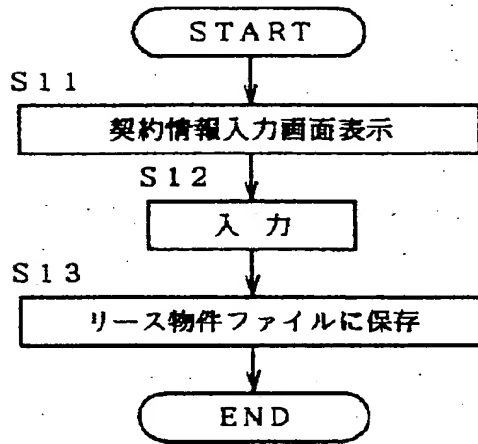 START
S11
契約情報入力画面表示
S12
入力
S13
リース物件ファイルに保存
END